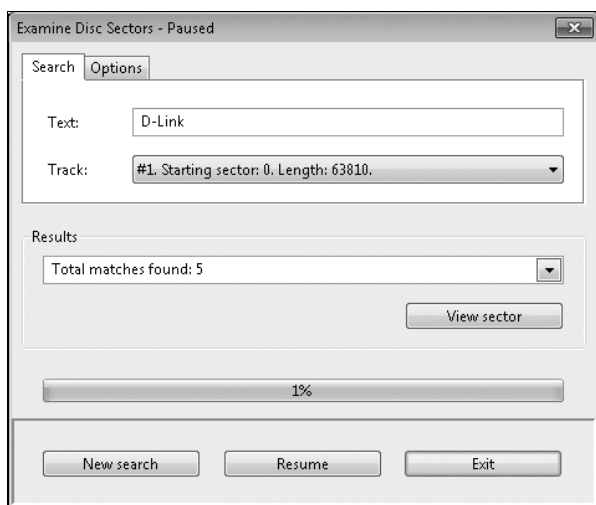 Examine Disc Sectors - Paused
Search Options
Text: D-Link
Track: #1. Starting sector: 0. Length: 63810.
Results
Total matches found: 5
View sector
1%
New search Resume Exit